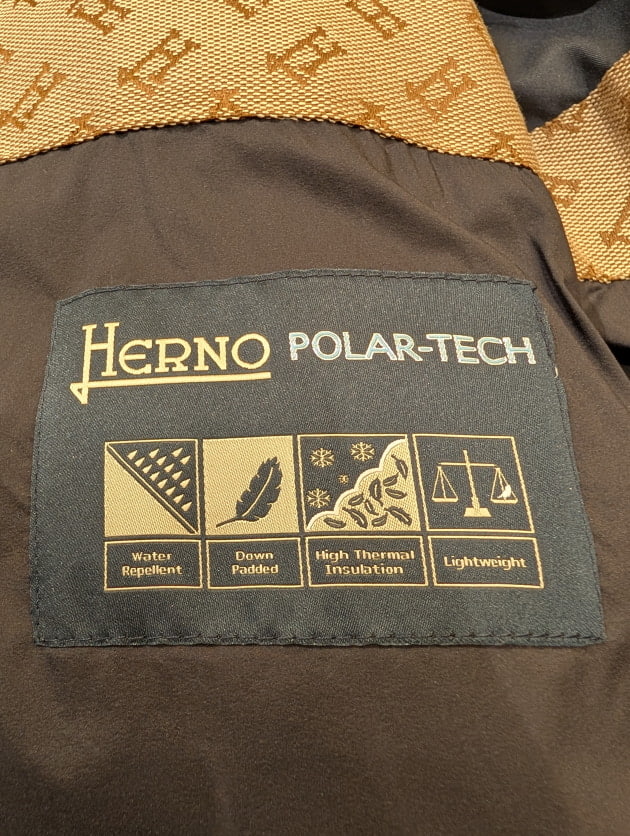 HERNO POLAR-TECH
Water Repellent
Down Padded
High Thermal Insulation
Lightweight